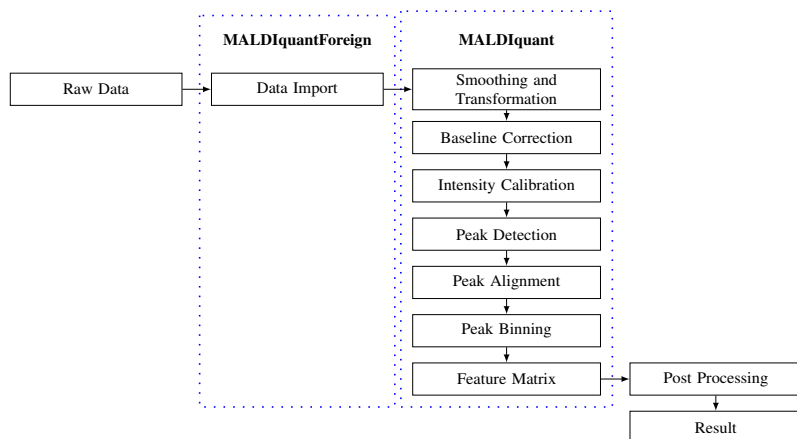 MALDIquantForeign
MALDIquant
Raw Data
Data Import
Smoothing and
Transformation
Baseline Correction
Intensity Calibration
Peak Detection
Peak Alignment
Peak Binning
Feature Matrix
Post Processing
Result